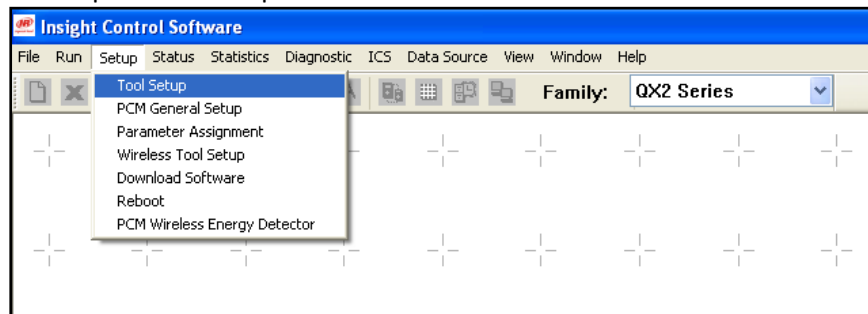 Insight Control Software
File Run Setup Status Statistics Diagnostic ICS Data Source View Window Help
Family: QX2 Series
Tool Setup
PCM General Setup
Parameter Assignment
Wireless Tool Setup
Download Software
Reboot
PCM Wireless Energy Detector